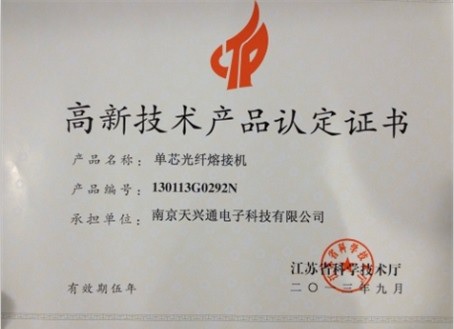 CTP
高新技术产品认定证书
产品名称：单芯光纤熔接机
产品编号：130113G0292N
承担单位：南京天兴通电子科技有限公司
江苏省科学技术厅
二〇一三年九月
有效期伍年